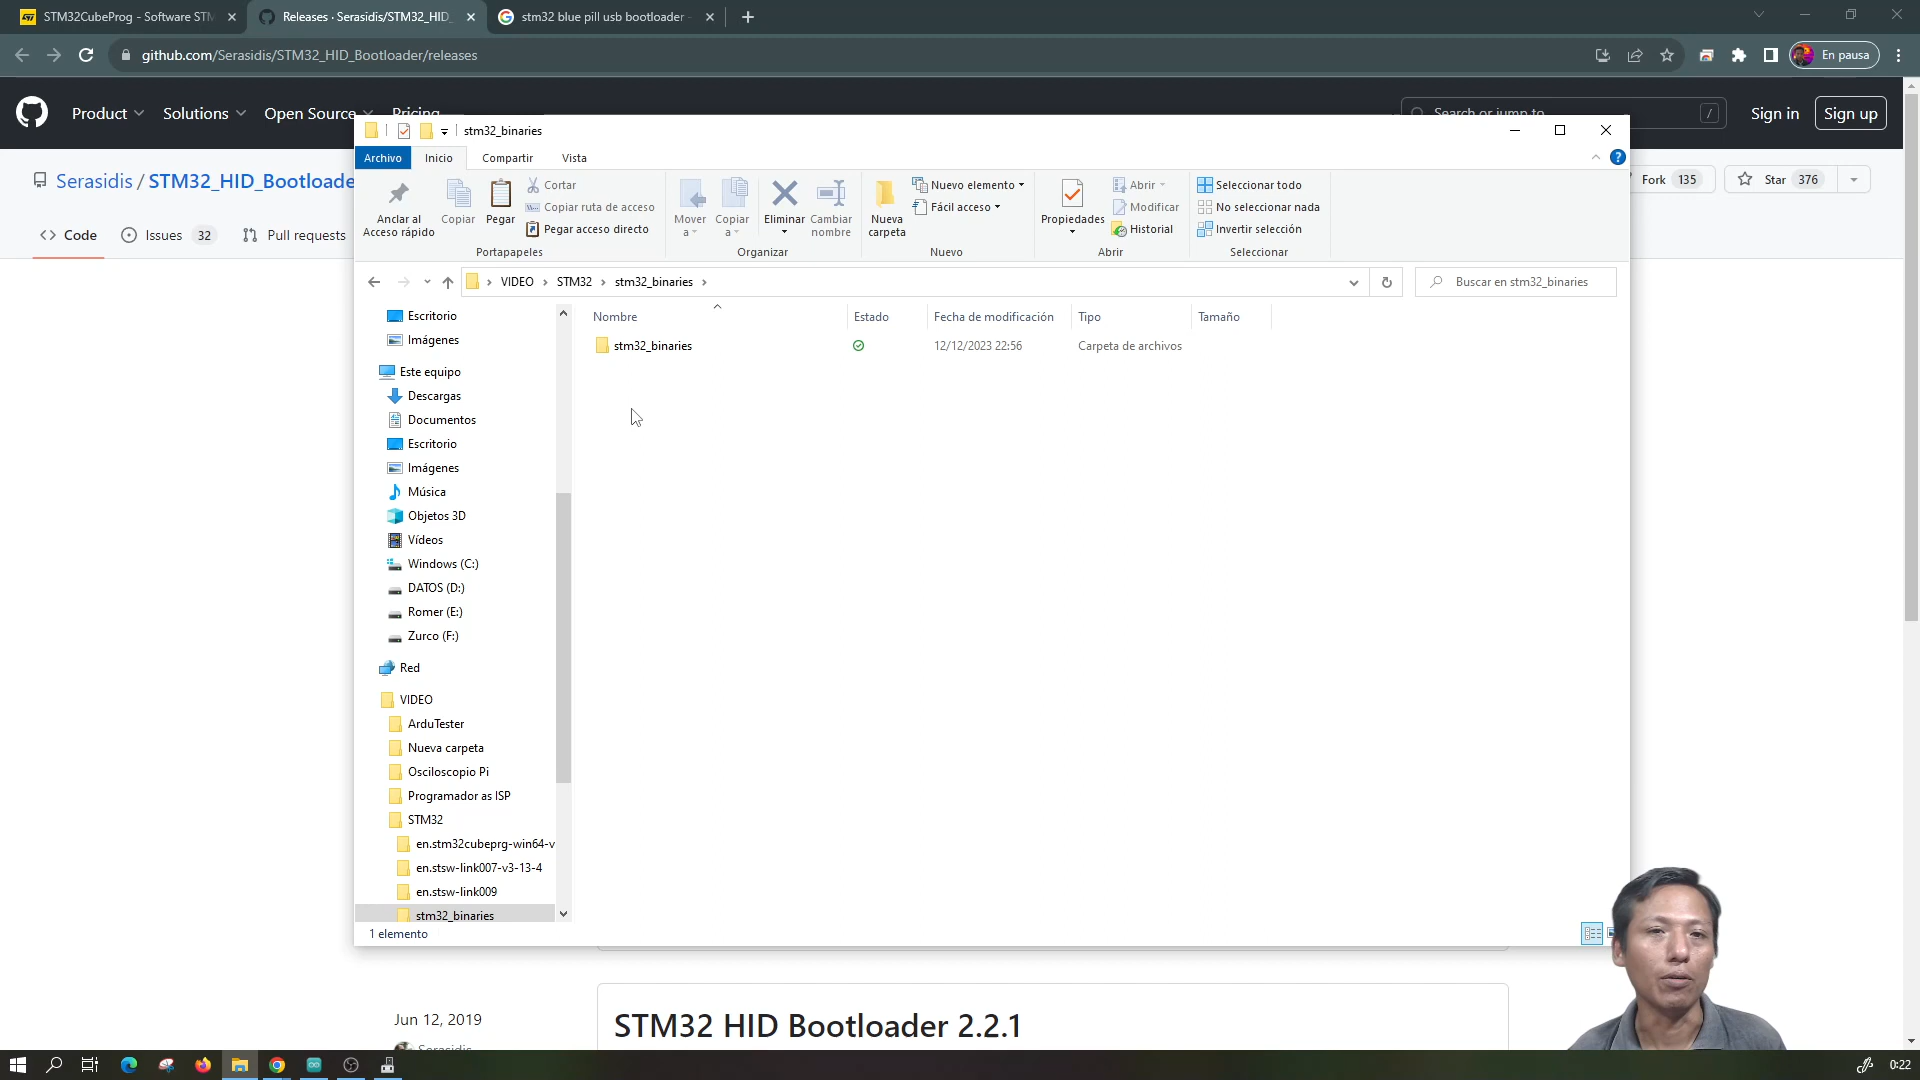 STM32CubeProg - Software STM
Releases · Serasidis/STM32_HID_
stm32 blue pill usb bootloader -
github.com/Serasidis/STM32_HID_Bootloader/releases
En pausa
Product
Solutions
Open Source
Pricing
Search or jump to
/
Sign in
Sign up
stm32_binaries
Archivo
Inicio
Compartir
Vista
Serasidis / STM32_HID_Bootloade
Fork 135
Star 376
Code
Issues 32
Pull requests
Anclar al
Acceso rápido
Copiar
Pegar
Cortar
Copiar ruta de acceso
Pegar acceso directo
Portapapeles
Mover
a
Copiar
a
Eliminar
Cambiar
nombre
Organizar
Nueva
carpeta
Nuevo elemento
Fácil acceso
Nuevo
Propiedades
Abrir
Modificar
Historial
Abrir
Seleccionar todo
No seleccionar nada
Invertir selección
Seleccionar
VIDEO > STM32 > stm32_binaries >
Buscar en stm32_binaries
Nombre
Estado
Fecha de modificación
Tipo
Tamaño
stm32_binaries
12/12/2023 22:56
Carpeta de archivos
Escritorio
Imágenes
Este equipo
Descargas
Documentos
Escritorio
Imágenes
Música
Objetos 3D
Vídeos
Windows (C:)
DATOS (D:)
Romer (E:)
Zurco (F:)
Red
VIDEO
ArduTester
Nueva carpeta
Osciloscopio Pi
Programador as ISP
STM32
en.stm32cubeprg-win64-v
en.stsw-link007-v3-13-4
en.stsw-link009
stm32_binaries
1 elemento
Jun 12, 2019
Serasidis
STM32 HID Bootloader 2.2.1
0:22